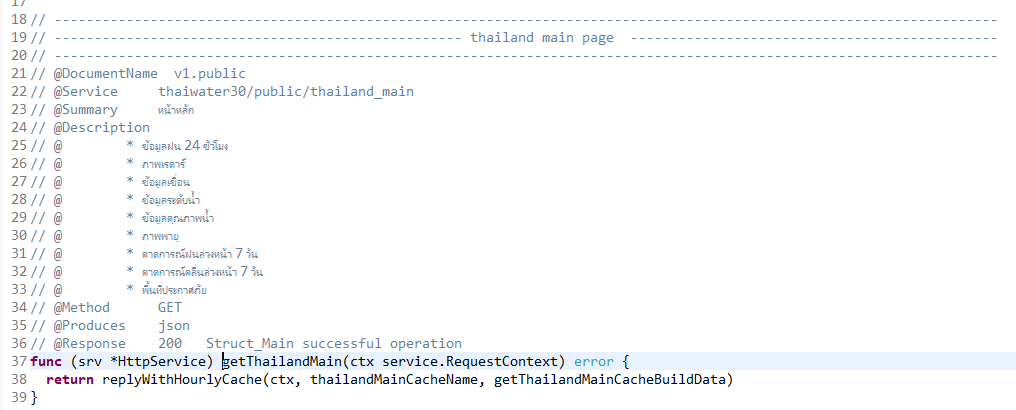 17
18 // ----------------------------------------------------------------------------------------------------------------------
19 // --------------------------------------------------- thailand main page  ----------------------------------------------
20 // ----------------------------------------------------------------------------------------------------------------------
21 // @DocumentName  v1.public
22 // @Service     thaiwater30/public/thailand_main
23 // @Summary     หน้าหลัก
24 // @Description
25 // @        * ข้อมูลฝน 24 ชั่วโมง
26 // @        * ภาพเรดาร์
27 // @        * ข้อมูลเขื่อน
28 // @        * ข้อมูลระดับน้ำ
29 // @        * ข้อมูลคุณภาพน้ำ
30 // @        * ภาพพายุ
31 // @        * คาดการณ์ฝนล่วงหน้า 7 วัน
32 // @        * คาดการณ์คลื่นล่วงหน้า 7 วัน
33 // @        * พื้นที่ประกาศภัย
34 // @Method      GET
35 // @Produces    json
36 // @Response    200   Struct_Main successful operation
37 func (srv *HttpService) getThailandMain(ctx service.RequestContext) error {
38   return replyWithHourlyCache(ctx, thailandMainCacheName, getThailandMainCacheBuildData)
39 }